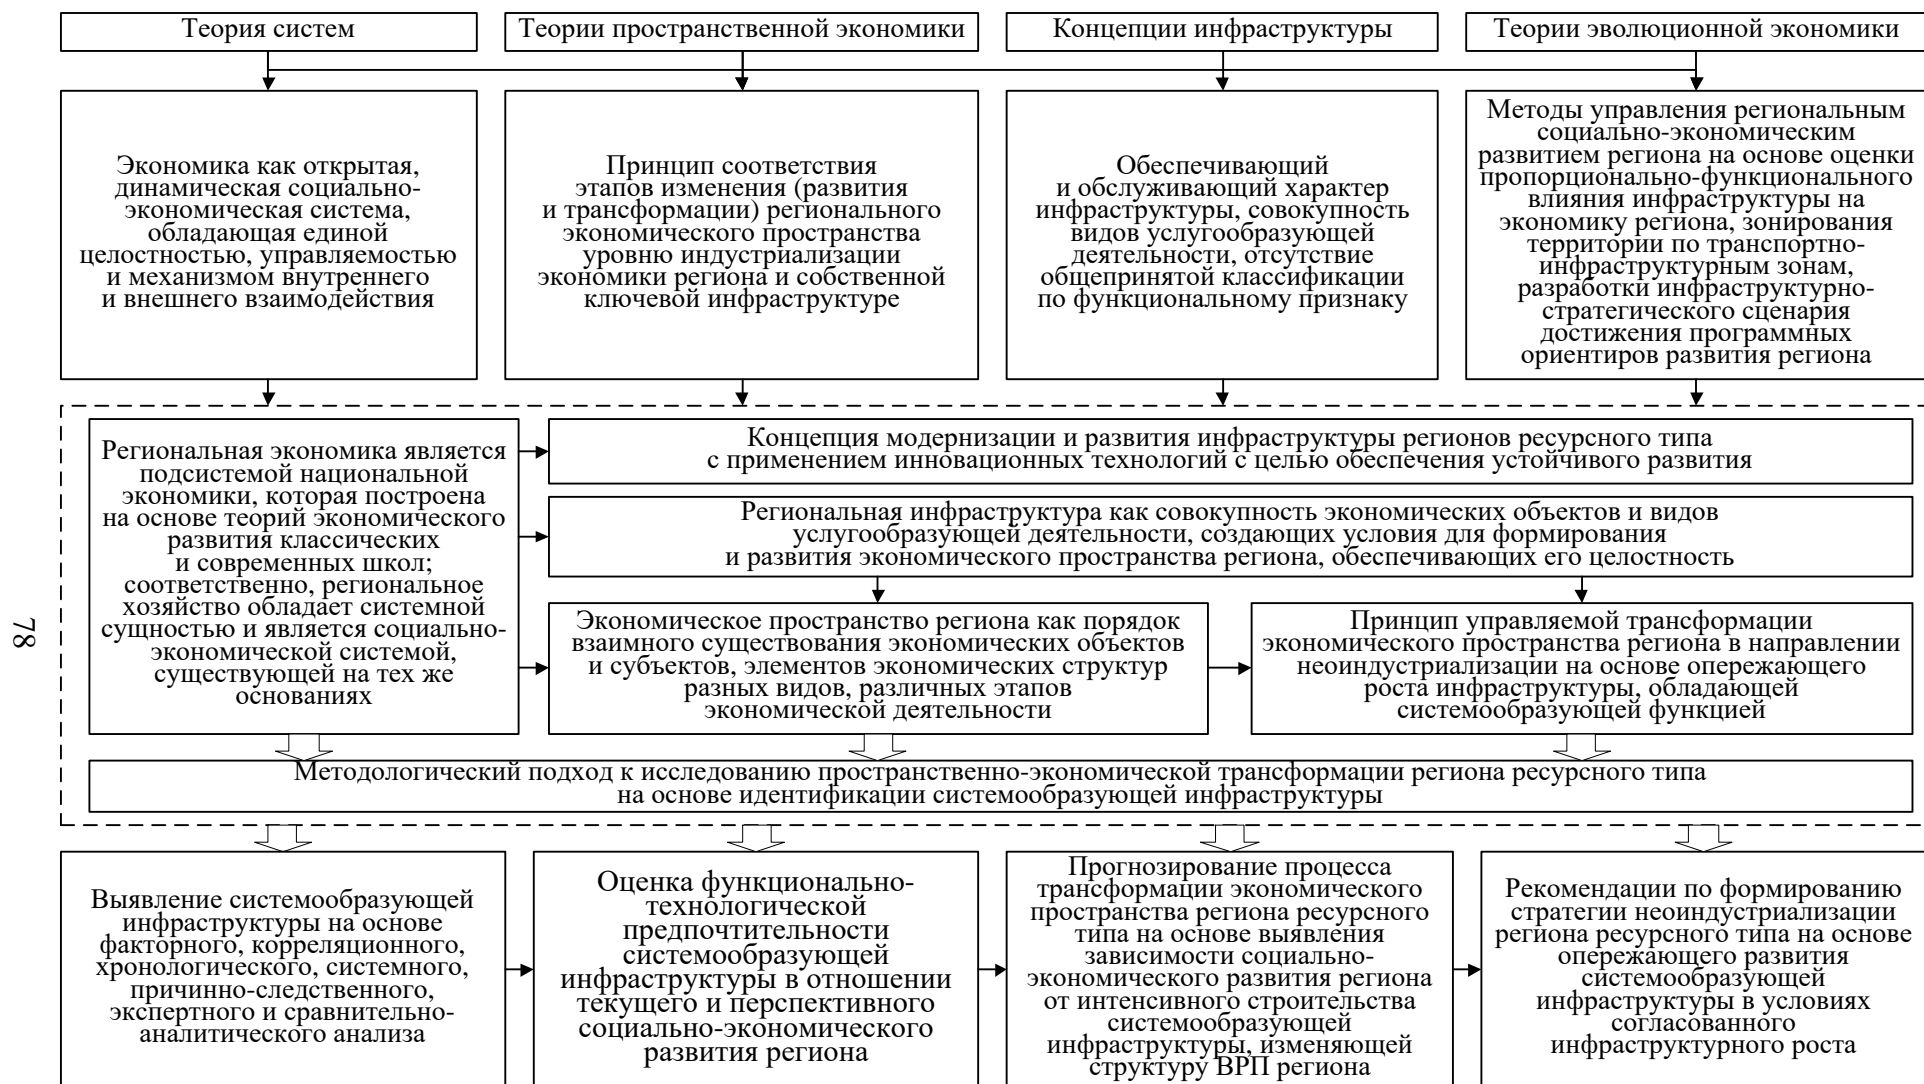 Теория систем
Теории пространственной экономики
Концепции инфраструктуры
Теории эволюционной экономики
Экономика как открытая,
динамическая социально-
экономическая система,
обладающая единой
целостностью, управляемостью
и механизмом внутреннего
и внешнего взаимодействия
Принцип соответствия
этапов изменения (развития
и трансформации) регионального
экономического пространства
уровню индустриализации
экономики региона и собственной
ключевой инфраструктуре
Обеспечивающий
и обслуживающий характер
инфраструктуры, совокупность
видов услугообразующей
деятельности, отсутствие
общепринятой классификации
по функциональному признаку
Методы управления региональным
социально-экономическим
развитием региона на основе оценки
пропорционально-функционального
влияния инфраструктуры на
экономику региона, зонирования
территории по транспортно-
инфраструктурным зонам,
разработки инфраструктурно-
стратегического сценария
достижения программных
ориентиров развития региона
Региональная экономика является
подсистемой национальной
экономики, которая построена
на основе теорий экономического
развития классических
и современных школ;
соответственно, региональное
хозяйство обладает системной
сущностью и является социально-
экономической системой,
существующей на тех же
основаниях
Концепция модернизации и развития инфраструктуры регионов ресурсного типа
с применением инновационных технологий с целью обеспечения устойчивого развития
Региональная инфраструктура как совокупность экономических объектов и видов
услугообразующей деятельности, создающих условия для формирования
и развития экономического пространства региона, обеспечивающих его целостность
Экономическое пространство региона как порядок
взаимного существования экономических объектов
и субъектов, элементов экономических структур
разных видов, различных этапов
экономической деятельности
Принцип управляемой трансформации
экономического пространства региона в направлении
неоиндустриализации на основе опережающего
роста инфраструктуры, обладающей
системообразующей функцией
78
Методологический подход к исследованию пространственно-экономической трансформации региона ресурсного типа
на основе идентификации системообразующей инфраструктуры
Выявление системообразующей
инфраструктуры на основе
факторного, корреляционного,
хронологического, системного,
причинно-следственного,
экспертного и сравнительно-
аналитического анализа
Оценка функционально-
технологической
предпочтительности
системообразующей
инфраструктуры в отношении
текущего и перспективного
социально-экономического
развития региона
Прогнозирование процесса
трансформации экономического
пространства региона ресурсного
типа на основе выявления
зависимости социально-
экономического развития региона
от интенсивного строительства
системообразующей
инфраструктуры, изменяющей
структуру ВРП региона
Рекомендации по формированию
стратегии неоиндустриализации
региона ресурсного типа на основе
опережающего развития
системообразующей
инфраструктуры в условиях
согласованного
инфраструктурного роста